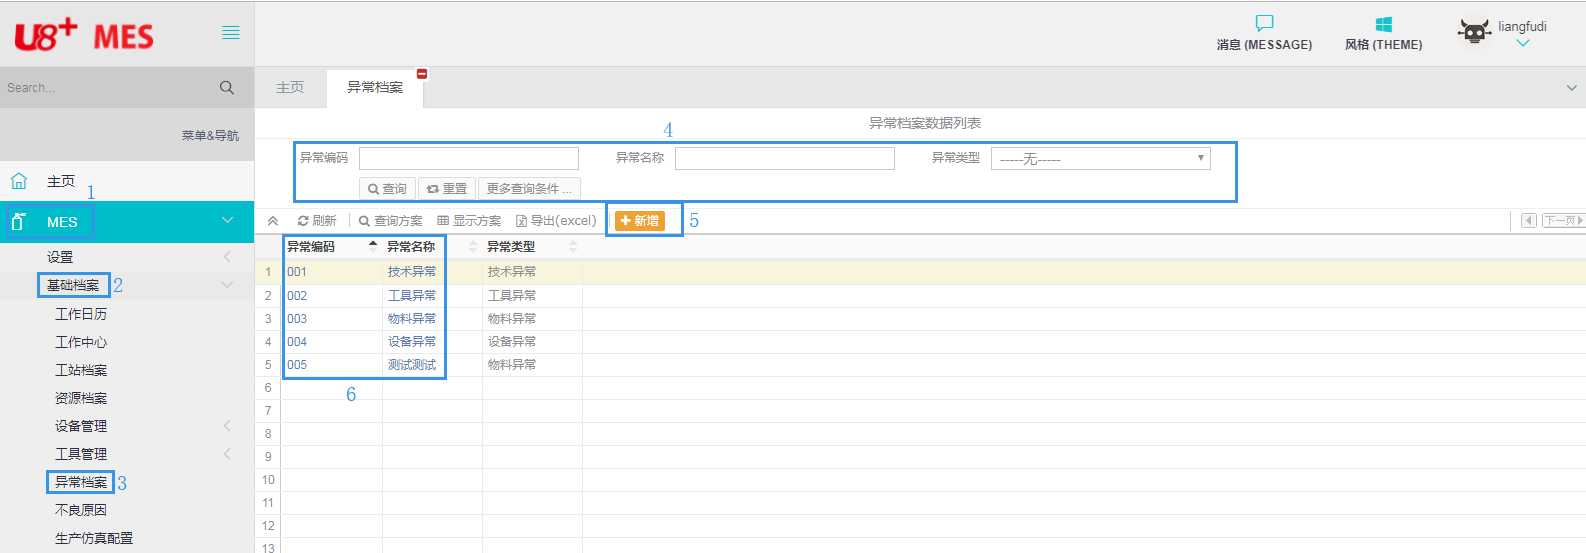 U8+ MES
消息 (MESSAGE)
风格 (THEME)
liangfudi
Search...
菜单&导航
主页
1
MES
设置
基础档案 2
工作日历
工作中心
工站档案
资源档案
设备管理
工具管理
异常档案 3
不良原因
生产仿真配置
主页
异常档案
异常档案数据列表
4
异常编码
异常名称
异常类型 -----无-----
查询 重置 更多查询条件 ...
刷新 查询方案 显示方案 导出(excel) 新增 5 下一页
异常编码 异常名称 异常类型
1 001 技术异常 技术异常
2 002 工具异常 工具异常
3 003 物料异常 物料异常
4 004 设备异常 设备异常
5 005 测试测试 物料异常
6 6
7
8
9
10
11
12
13